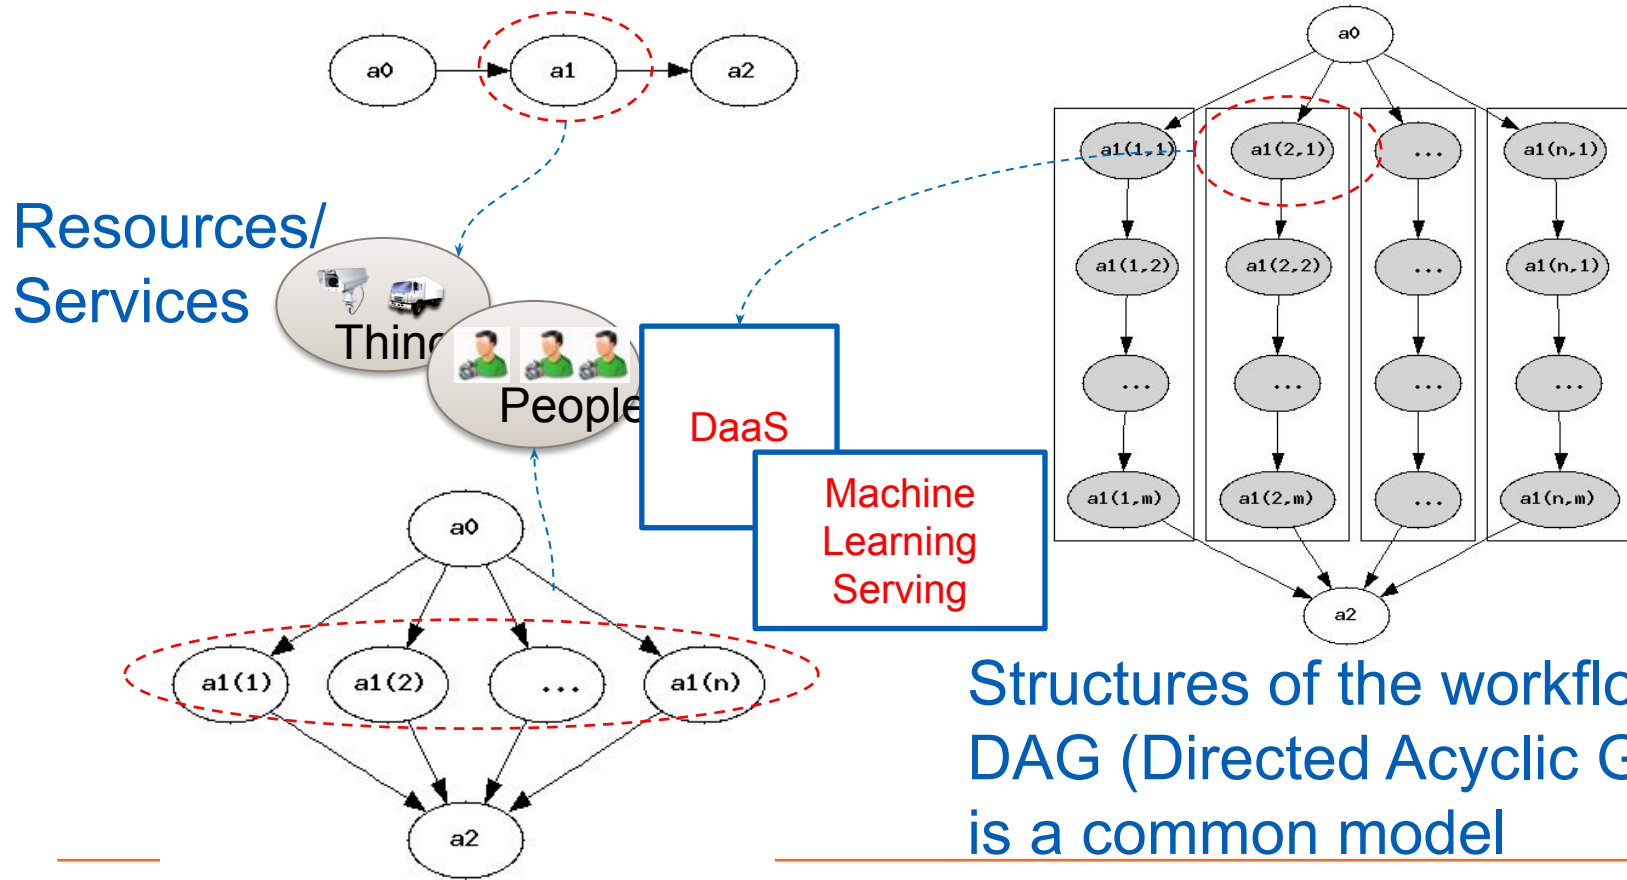 a0
a1
a2
Resources/
Services
People
DaaS
Machine
Learning
Serving
a0
a1(1)
a1(2)
...
a1(n)
a2
a0
a1(1,1)
a1(2,1)
...
a1(n,1)
a1(1,2)
a1(2,2)
...
a1(n,1)
...
...
...
...
a1(1,m)
a1(2,m)
...
a1(n,m)
a2
Structures of the
DAG (Directed Acyclic
is a common model